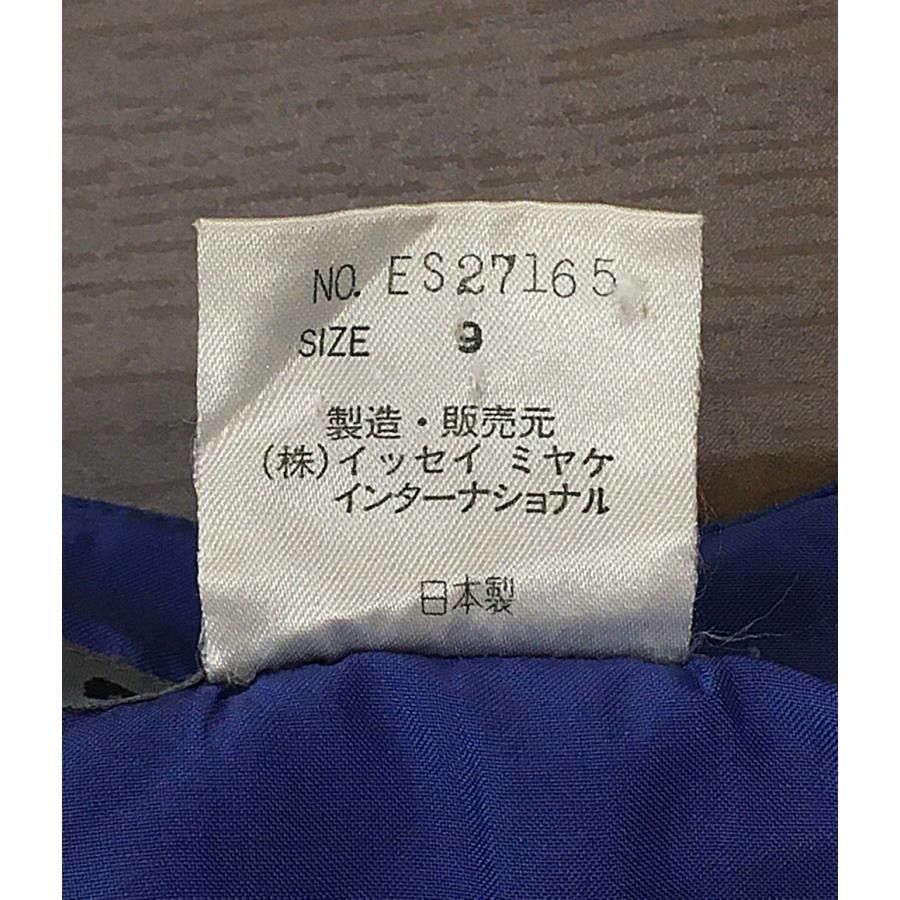 NO. ES27165
SIZE 9
製造・販売元
(株)イッセイ ミヤケ
インターナショナル
日本製